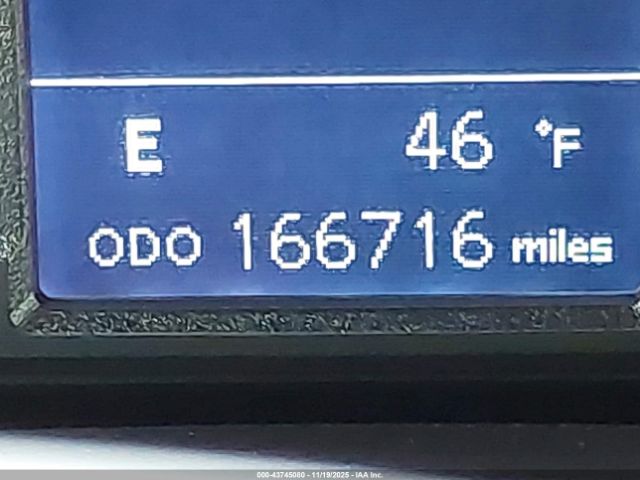 E 46 °F
ODO 166716 miles
000-43745080 - 11/19/2025 - IAA Inc.